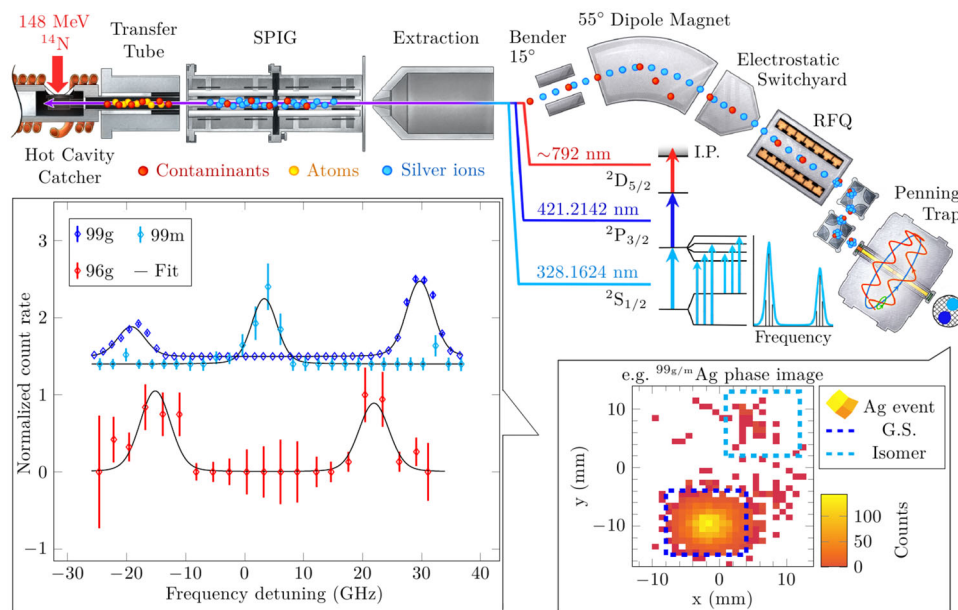 148 MeV
¹⁴N
Transfer
Tube
SPIG
Extraction
Bender
15°
55° Dipole Magnet
Electrostatic
Switchyard
RFQ
Penning
Trap
Hot Cavity
Catcher
Contaminants
Atoms
Silver ions
~792 nm
I.P.
²D₅/₂
421.2142 nm
²P₃/₂
328.1624 nm
²S₁/₂
Frequency
99g
99m
96g
Fit
Normalized count rate
3
2
1
0
−1
−30
−20
−10
0
10
20
30
40
Frequency detuning (GHz)
e.g. ⁹⁹ᵍ/ᵐAg phase image
Ag event
G.S.
Isomer
y (mm)
10
0
−10
−10
0
10
x (mm)
100
50
0
Counts